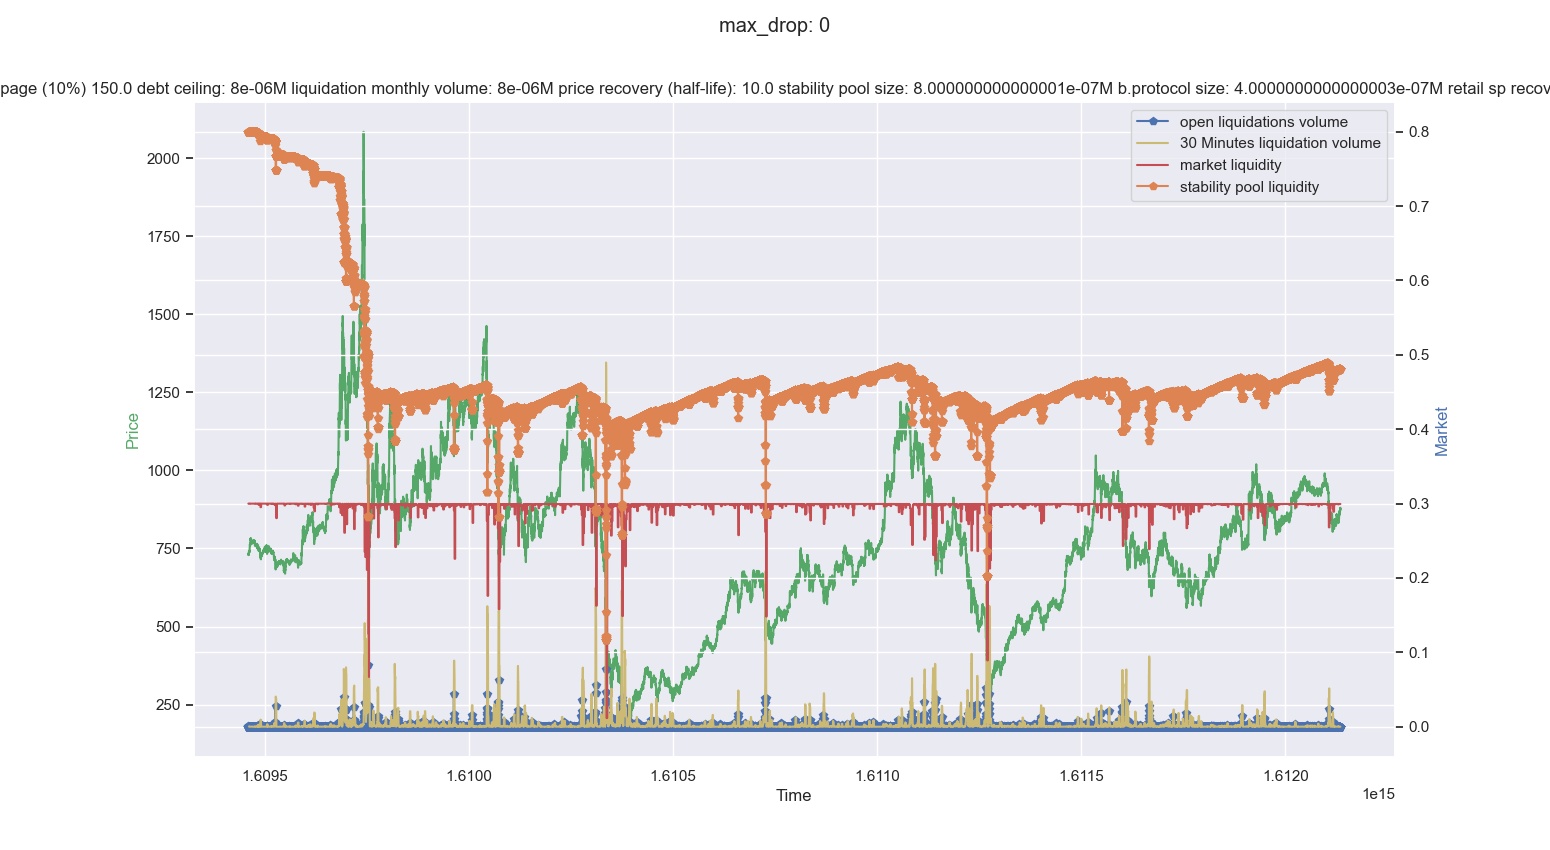 max_drop: 0
page (10%) 150.0 debt ceiling: 8e-06M liquidation monthly volume: 8e-06M price recovery (half-life): 10.0 stability pool size: 8.000000000000001e-07M b.protocol size: 4.0000000000000003e-07M retail sp recov
open liquidations volume
30 Minutes liquidation volume
market liquidity
stability pool liquidity
2000
1750
1500
1250
1000
750
500
250
Price
0.8
0.7
0.6
0.5
0.4
0.3
0.2
0.1
0.0
Market
1.6095 1.6100 1.6105 1.6110 1.6115 1.6120
Time
1e15